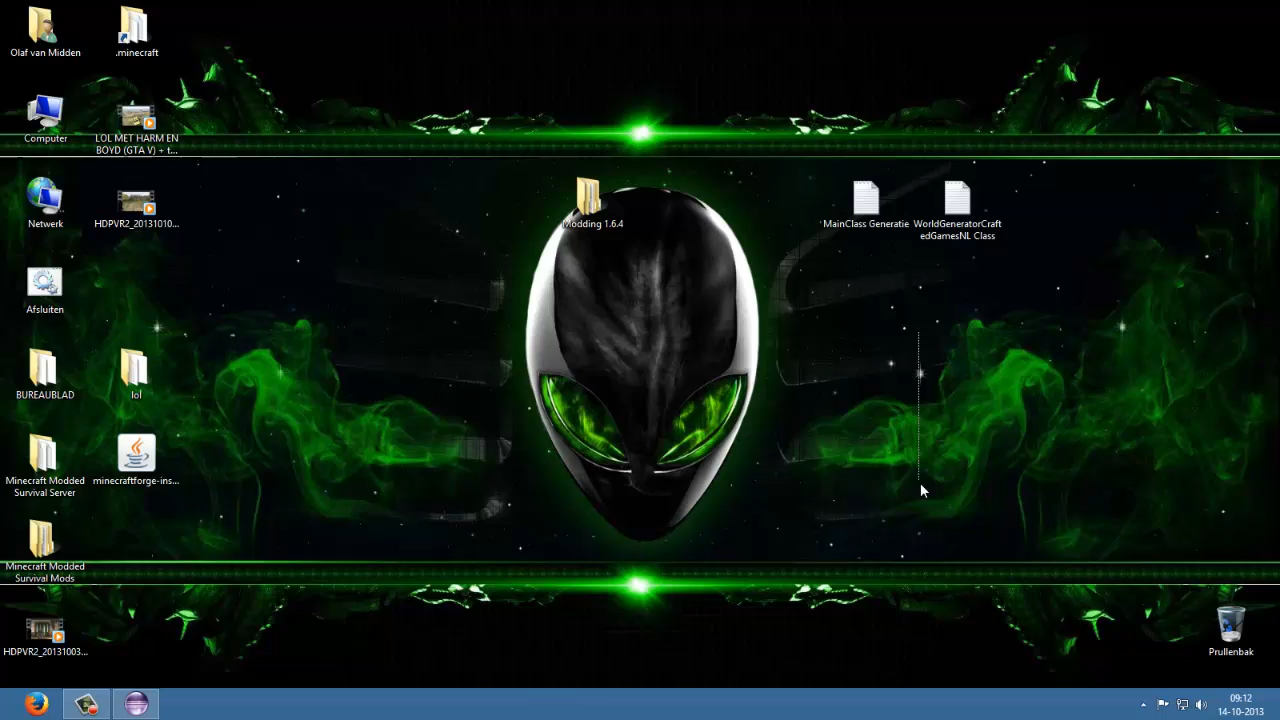 Olaf van Midden
.minecraft
Computer
LOL MET HARM EN
BOYD (GTA V) + t...
Netwerk
HDPVR2_20131010...
Modding 1.6.4
MainClass Generatie
WorldGeneratorCraft
edGamesNL Class
Afsluiten
BUREAUBLAD
lol
Minecraft Modded
Survival Server
minecraftforge-ins...
Minecraft Modded
Survival Mods
HDPVR2_20131003...
Prullenbak
09:12
14-10-2013